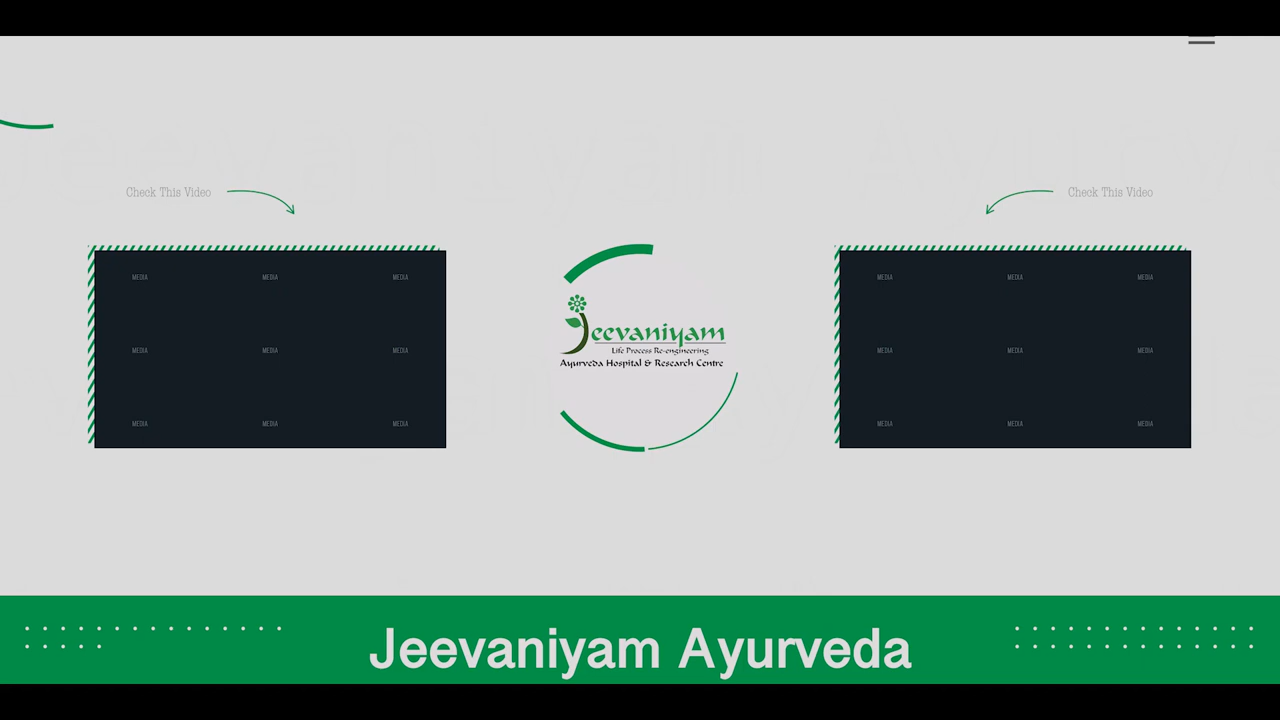 Check This Video
Check This Video
MEDIA MEDIA MEDIA
MEDIA MEDIA MEDIA
MEDIA MEDIA MEDIA
Jeevaniyam
Life Process Re-engineering
Ayurveda Hospital & Research Centre
MEDIA MEDIA MEDIA
MEDIA MEDIA MEDIA
MEDIA MEDIA MEDIA
Jeevaniyam Ayurveda